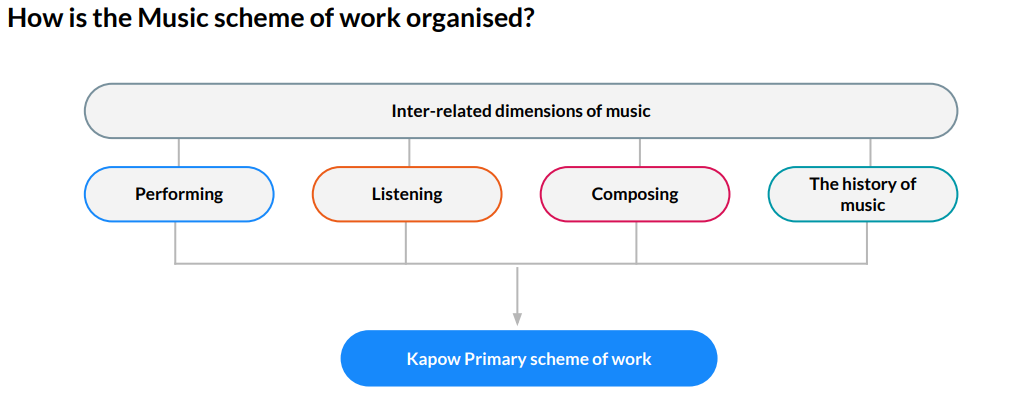 How is the Music scheme of work organised?
Inter-related dimensions of music
Performing
Listening
Composing
The history of
music
Kapow Primary scheme of work